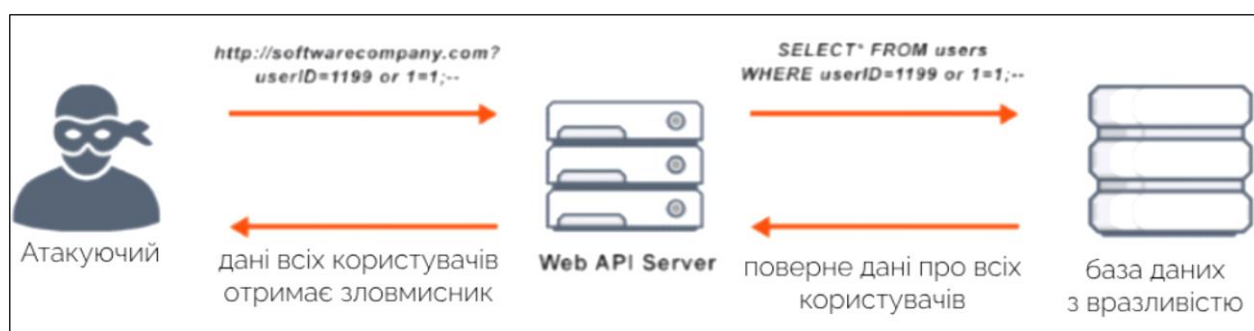 http://softwarecompany.com?
userID=1199 or 1=1;--
SELECT* FROM users
WHERE userID=1199 or 1=1;--
Атакуючий
дані всіх користувачів
отримає зловмисник
Web API Server
поверне дані про всіх
користувачів
база даних
з вразливістю